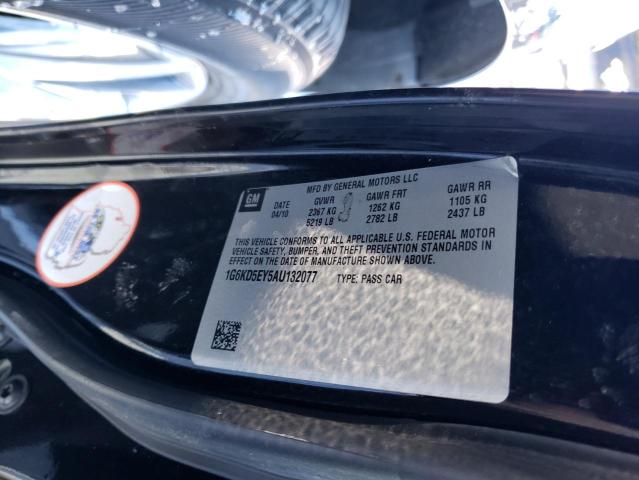 GM
MFD BY GENERAL MOTORS LLC
DATE GVWR GAWR FRT GAWR RR
04/10 2367 KG 1262 KG 1105 KG
5219 LB 2782 LB 2437 LB
THIS VEHICLE CONFORMS TO ALL APPLICABLE U.S. FEDERAL MOTOR
VEHICLE SAFETY, BUMPER, AND THEFT PREVENTION STANDARDS IN
EFFECT ON THE DATE OF MANUFACTURE SHOWN ABOVE.
1G6KD5EY5AU132077 TYPE: PASS CAR